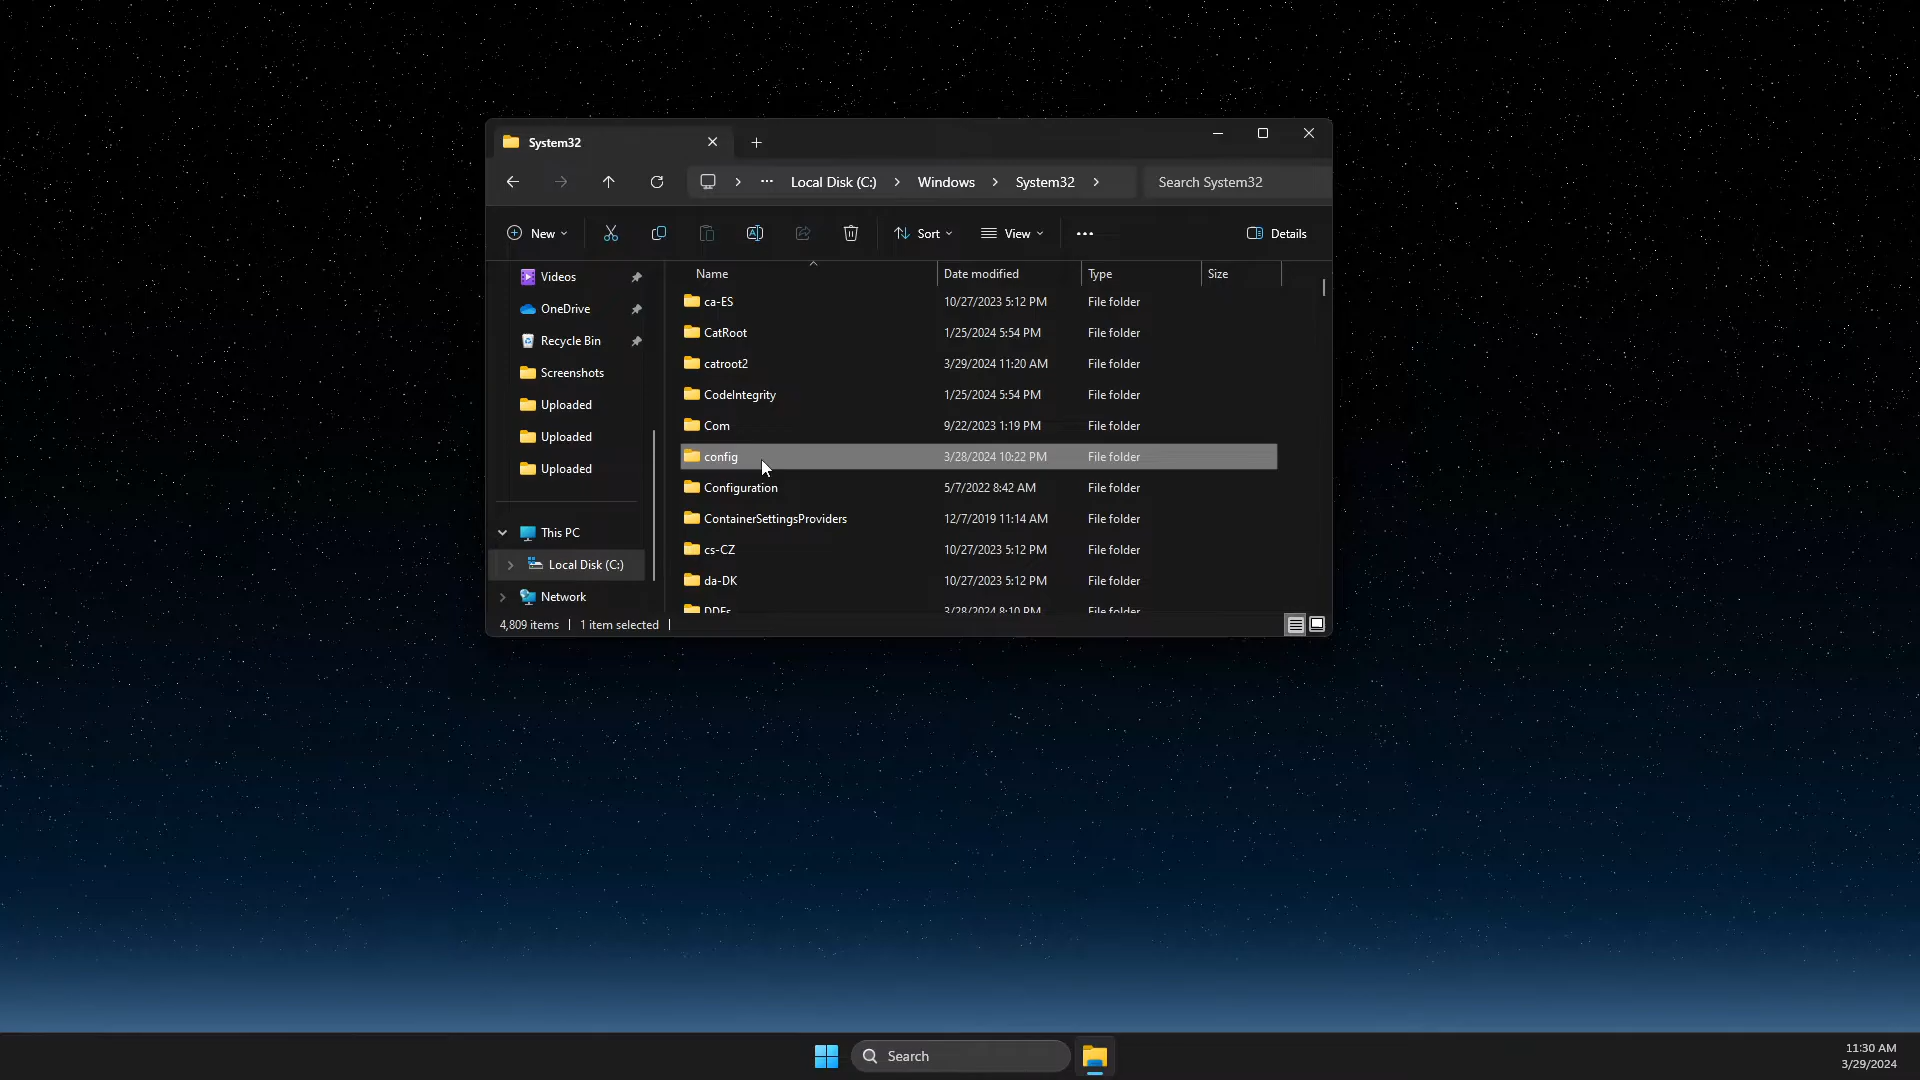 System32
Local Disk (C:) Windows System32 Search System32
New Sort View Details
Videos
OneDrive
Recycle Bin
Screenshots
Uploaded
Uploaded
Uploaded
This PC
Local Disk (C:)
Network
Name Date modified Type Size
ca-ES 10/27/2023 5:12 PM File folder
CatRoot 1/25/2024 5:54 PM File folder
catroot2 3/29/2024 11:20 AM File folder
CodeIntegrity 1/25/2024 5:54 PM File folder
Com 9/22/2023 1:19 PM File folder
config 3/28/2024 10:22 PM File folder
Configuration 5/7/2022 8:42 AM File folder
ContainerSettingsProviders 12/7/2019 11:14 AM File folder
cs-CZ 10/27/2023 5:12 PM File folder
da-DK 10/27/2023 5:12 PM File folder
DDFs 3/28/2024 8:10 PM File folder
4,809 items 1 item selected
Search
11:30 AM
3/29/2024